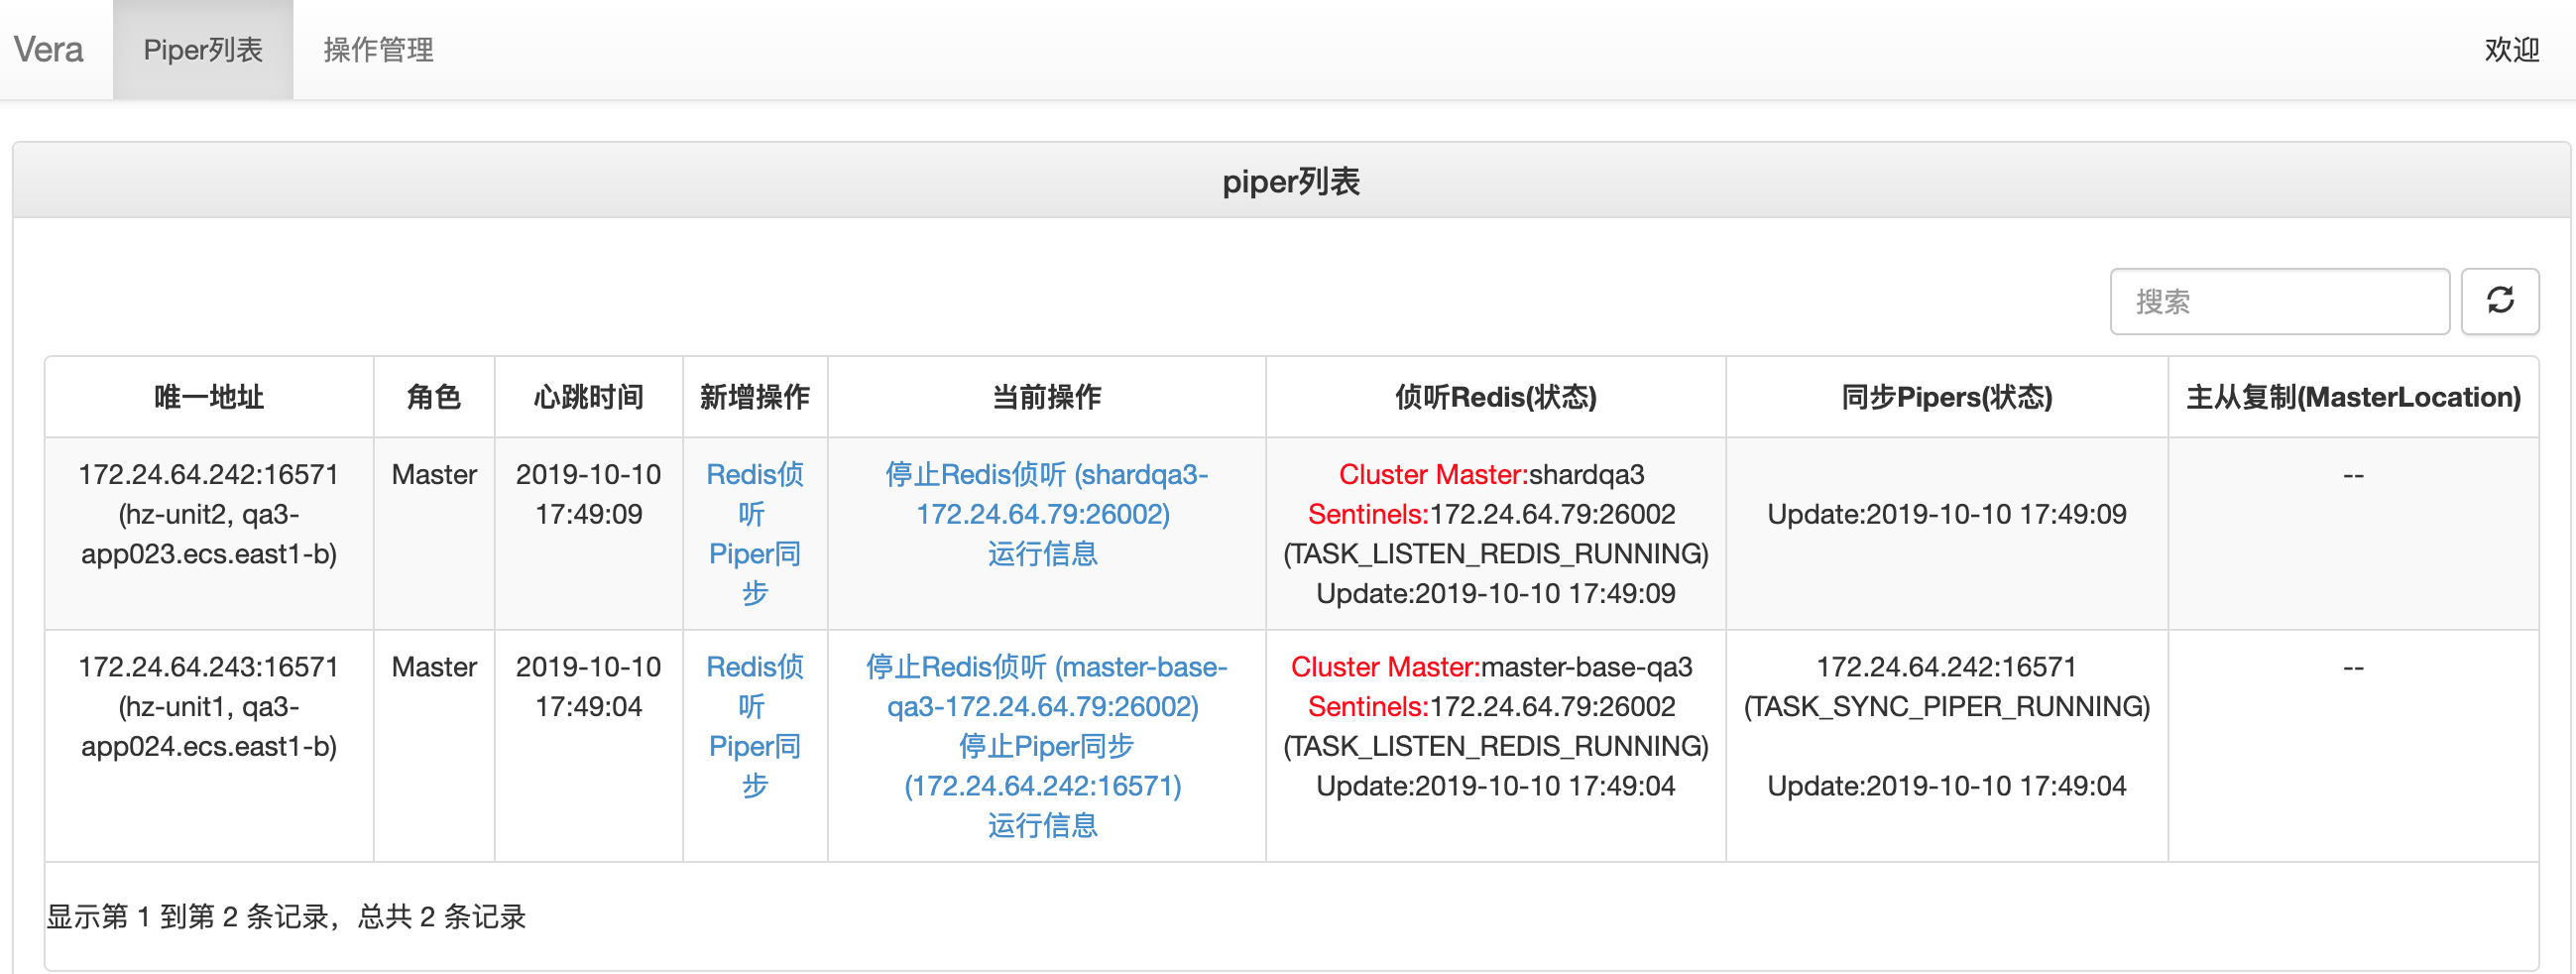 Vera
Piper列表
操作管理
欢迎
piper列表
搜索
唯一地址
角色
心跳时间
新增操作
当前操作
侦听Redis(状态)
同步Pipers(状态)
主从复制(MasterLocation)
172.24.64.242:16571
(hz-unit2, qa3-
app023.ecs.east1-b)
Master
2019-10-10
17:49:09
Redis侦
听
Piper同
步
停止Redis侦听 (shardqa3-
172.24.64.79:26002)
运行信息
Cluster Master:shardqa3
Sentinels:172.24.64.79:26002
(TASK_LISTEN_REDIS_RUNNING)
Update:2019-10-10 17:49:09
Update:2019-10-10 17:49:09
--
172.24.64.243:16571
(hz-unit1, qa3-
app024.ecs.east1-b)
Master
2019-10-10
17:49:04
Redis侦
听
Piper同
步
停止Redis侦听 (master-base-
qa3-172.24.64.79:26002)
停止Piper同步
(172.24.64.242:16571)
运行信息
Cluster Master:master-base-qa3
Sentinels:172.24.64.79:26002
(TASK_LISTEN_REDIS_RUNNING)
Update:2019-10-10 17:49:04
172.24.64.242:16571
(TASK_SYNC_PIPER_RUNNING)
Update:2019-10-10 17:49:04
--
显示第 1 到第 2 条记录，总共 2 条记录